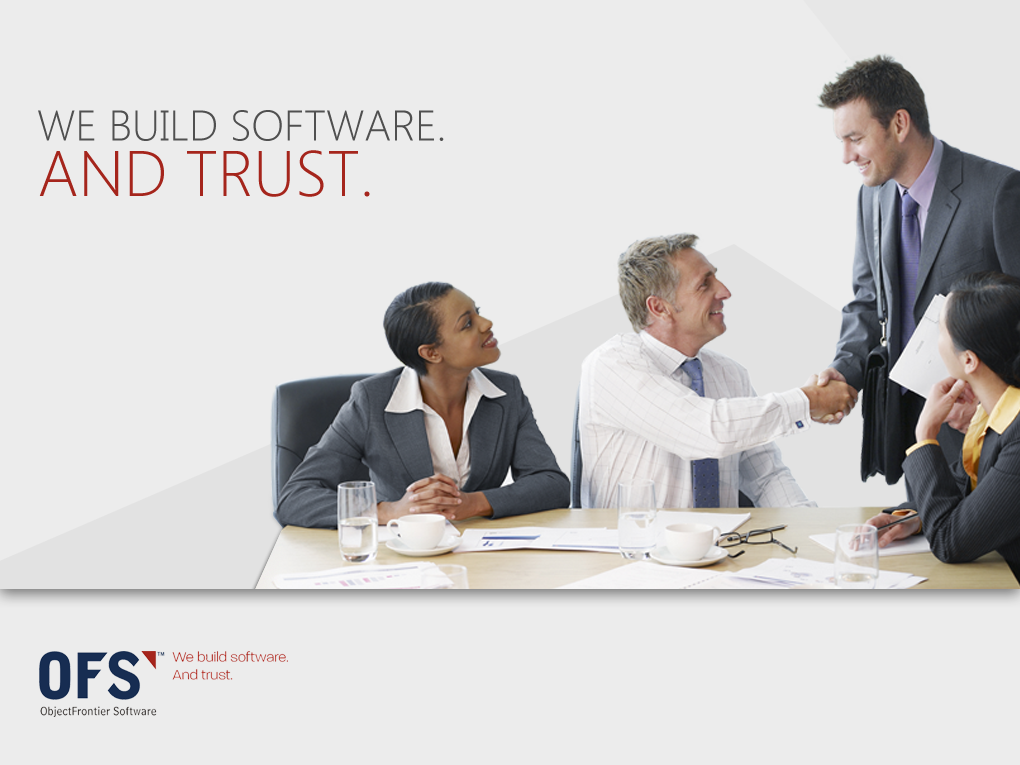 WE BUILD SOFTWARE.
AND TRUST.
OFS™ We build software.
And trust.
ObjectFrontier Software